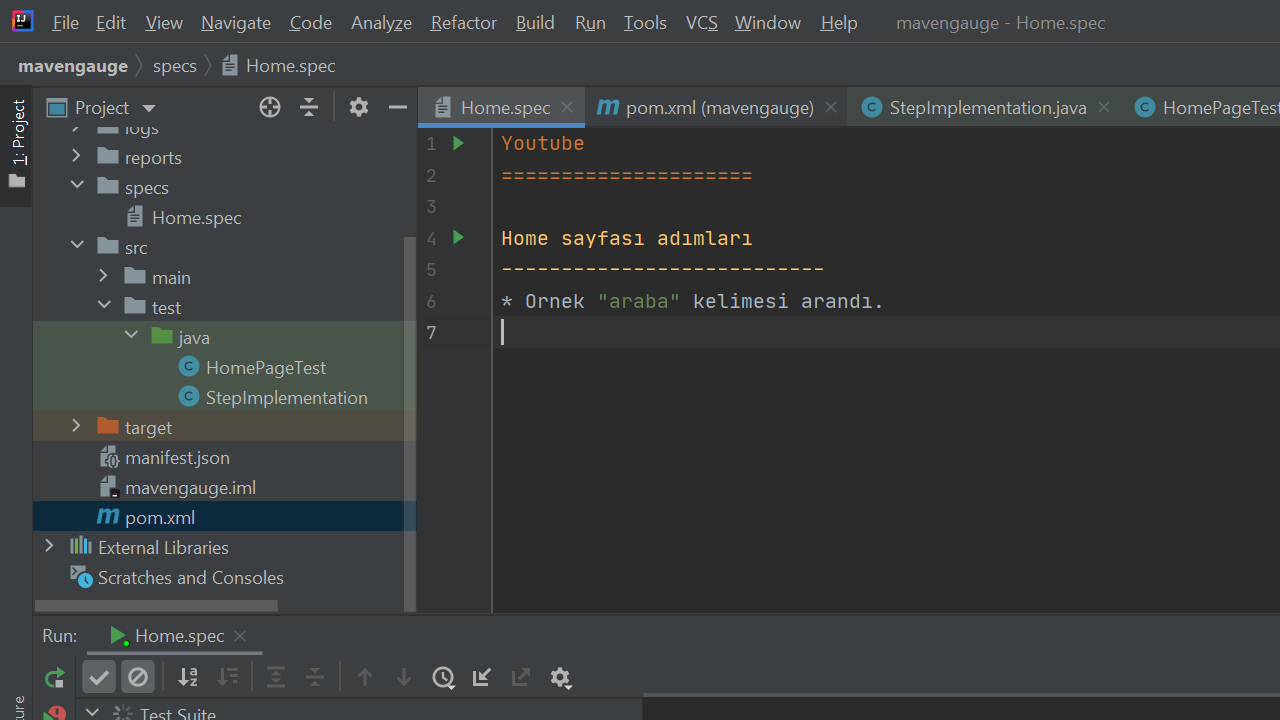 File Edit View Navigate Code Analyze Refactor Build Run Tools VCS Window Help mavengauge - Home.spec
mavengauge specs Home.spec
1: Project
Project
Home.spec
pom.xml (mavengauge)
StepImplementation.java
HomePageTest
logs
reports
specs
Home.spec
src
main
test
java
HomePageTest
StepImplementation
target
manifest.json
mavengauge.iml
pom.xml
External Libraries
Scratches and Consoles
1 Youtube
2 =====================
3
4 Home sayfası adımları
5 ---------------------------
6 * Ornek "araba" kelimesi arandı.
7
Run: Home.spec
Test Suite